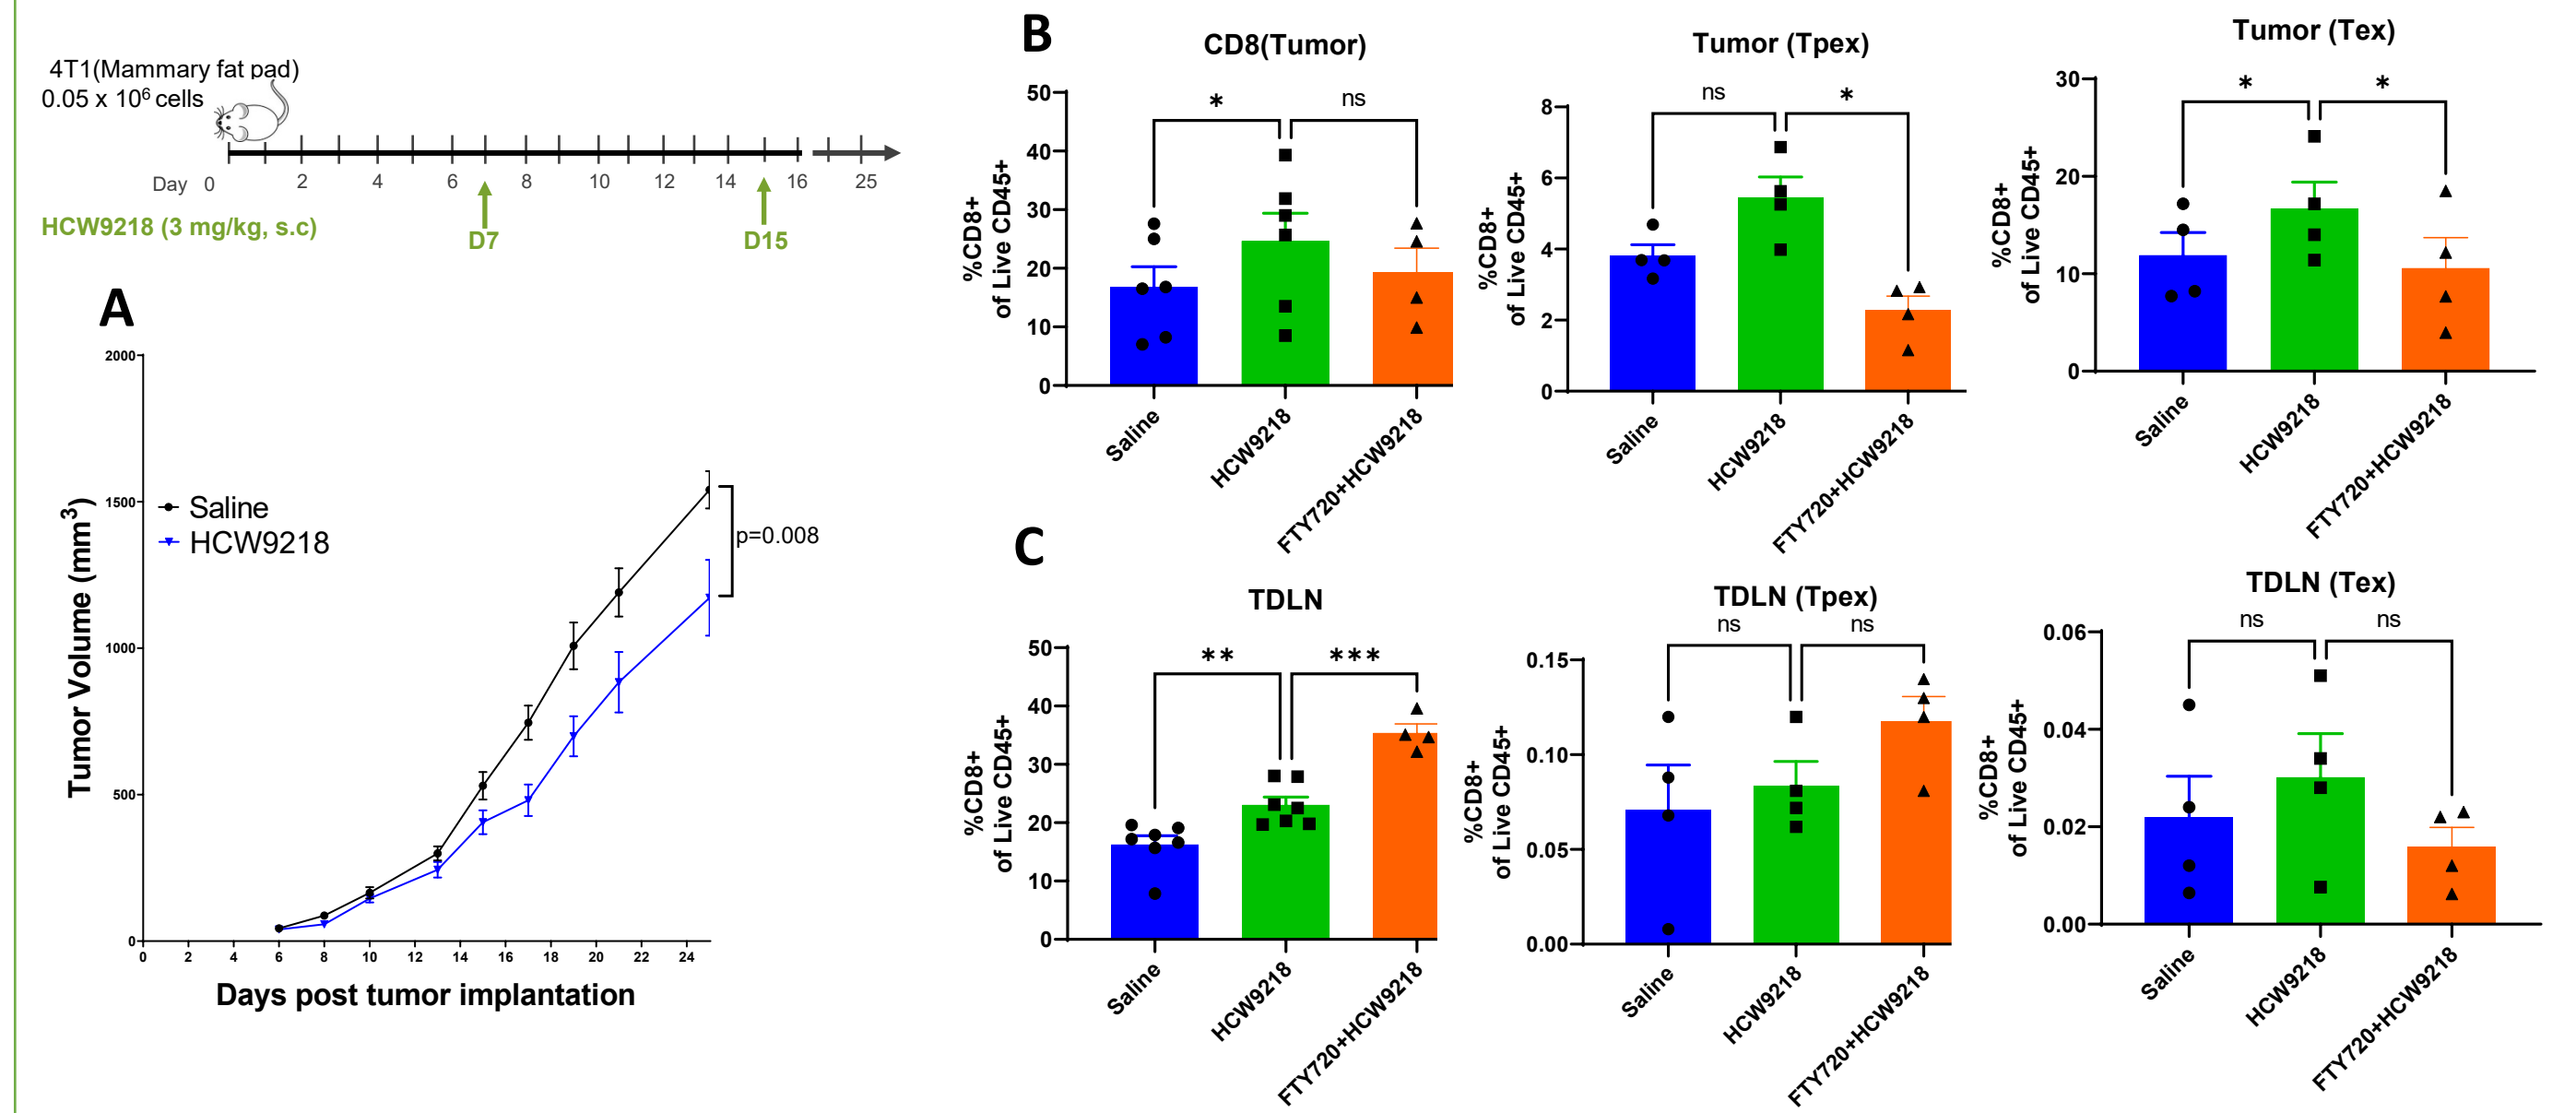 4T1(Mammary fat pad)
0.05 x 10⁶ cells
Day 0 2 4 6 8 10 12 14 16 25
HCW9218 (3 mg/kg, s.c)
D7 D15
A
2000
1500
1000
500
0
Tumor Volume (mm³)
Saline
HCW9218
p=0.008
0 2 4 6 8 10 12 14 16 18 20 22 24
Days post tumor implantation
B
CD8(Tumor)
%CD8+
of Live CD45+
50
40
30
20
10
0
* ns
Saline
HCW9218
FTY720+HCW9218
Tumor (Tpex)
%CD8+
of Live CD45+
8
6
4
2
0
ns *
Saline
HCW9218
FTY720+HCW9218
Tumor (Tex)
%CD8+
of Live CD45+
30
20
10
0
* *
Saline
HCW9218
FTY720+HCW9218
C
TDLN
%CD8+
of Live CD45+
50
40
30
20
10
0
** ***
Saline
HCW9218
FTY720+HCW9218
TDLN (Tpex)
%CD8+
of Live CD45+
0.15
0.10
0.05
0.00
ns ns
Saline
HCW9218
FTY720+HCW9218
TDLN (Tex)
%CD8+
of Live CD45+
0.06
0.04
0.02
0.00
ns ns
Saline
HCW9218
FTY720+HCW9218